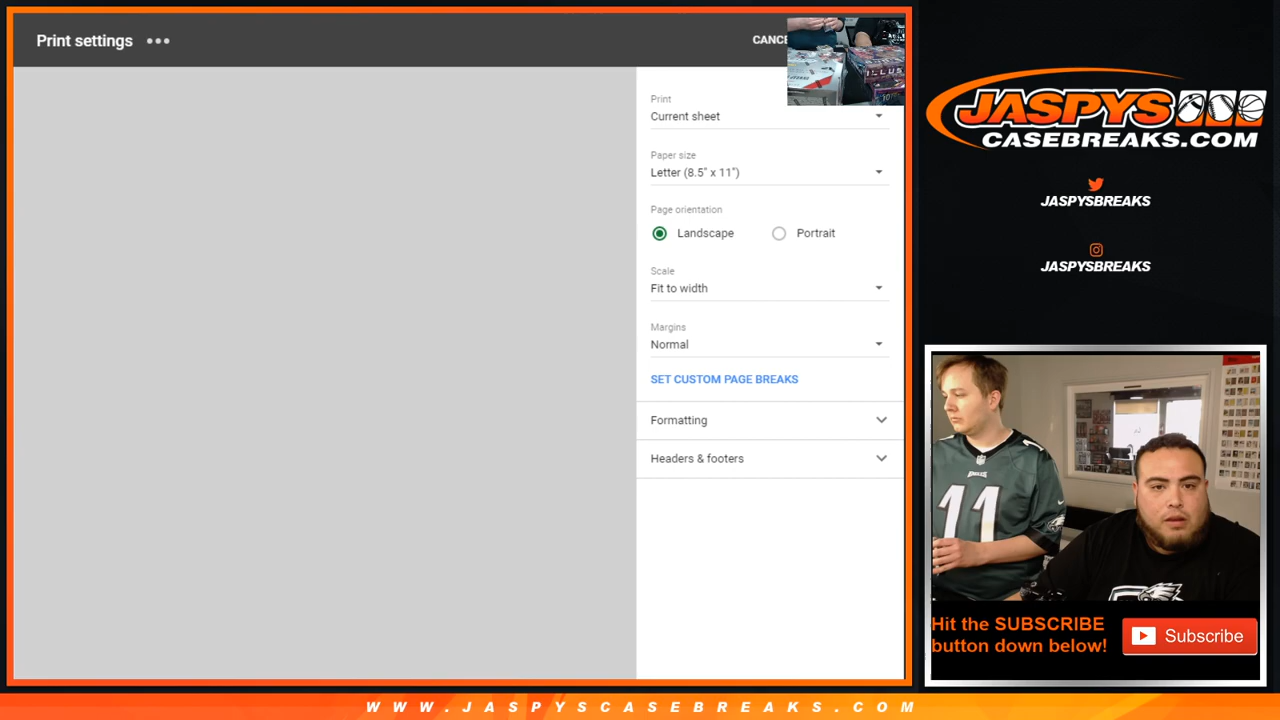 Print settings
CANCE
Print
Current sheet
Paper size
Letter (8.5" x 11")
Page orientation
Landscape
Portrait
Scale
Fit to width
Margins
Normal
SET CUSTOM PAGE BREAKS
Formatting
Headers & footers
ILLUS
JASPYS
CASEBREAKS.COM
JASPYSBREAKS
JASPYSBREAKS
EAGLES
11
Hit the SUBSCRIBE
button down below!
Subscribe
WWW.JASPYSCASEBREAKS.COM